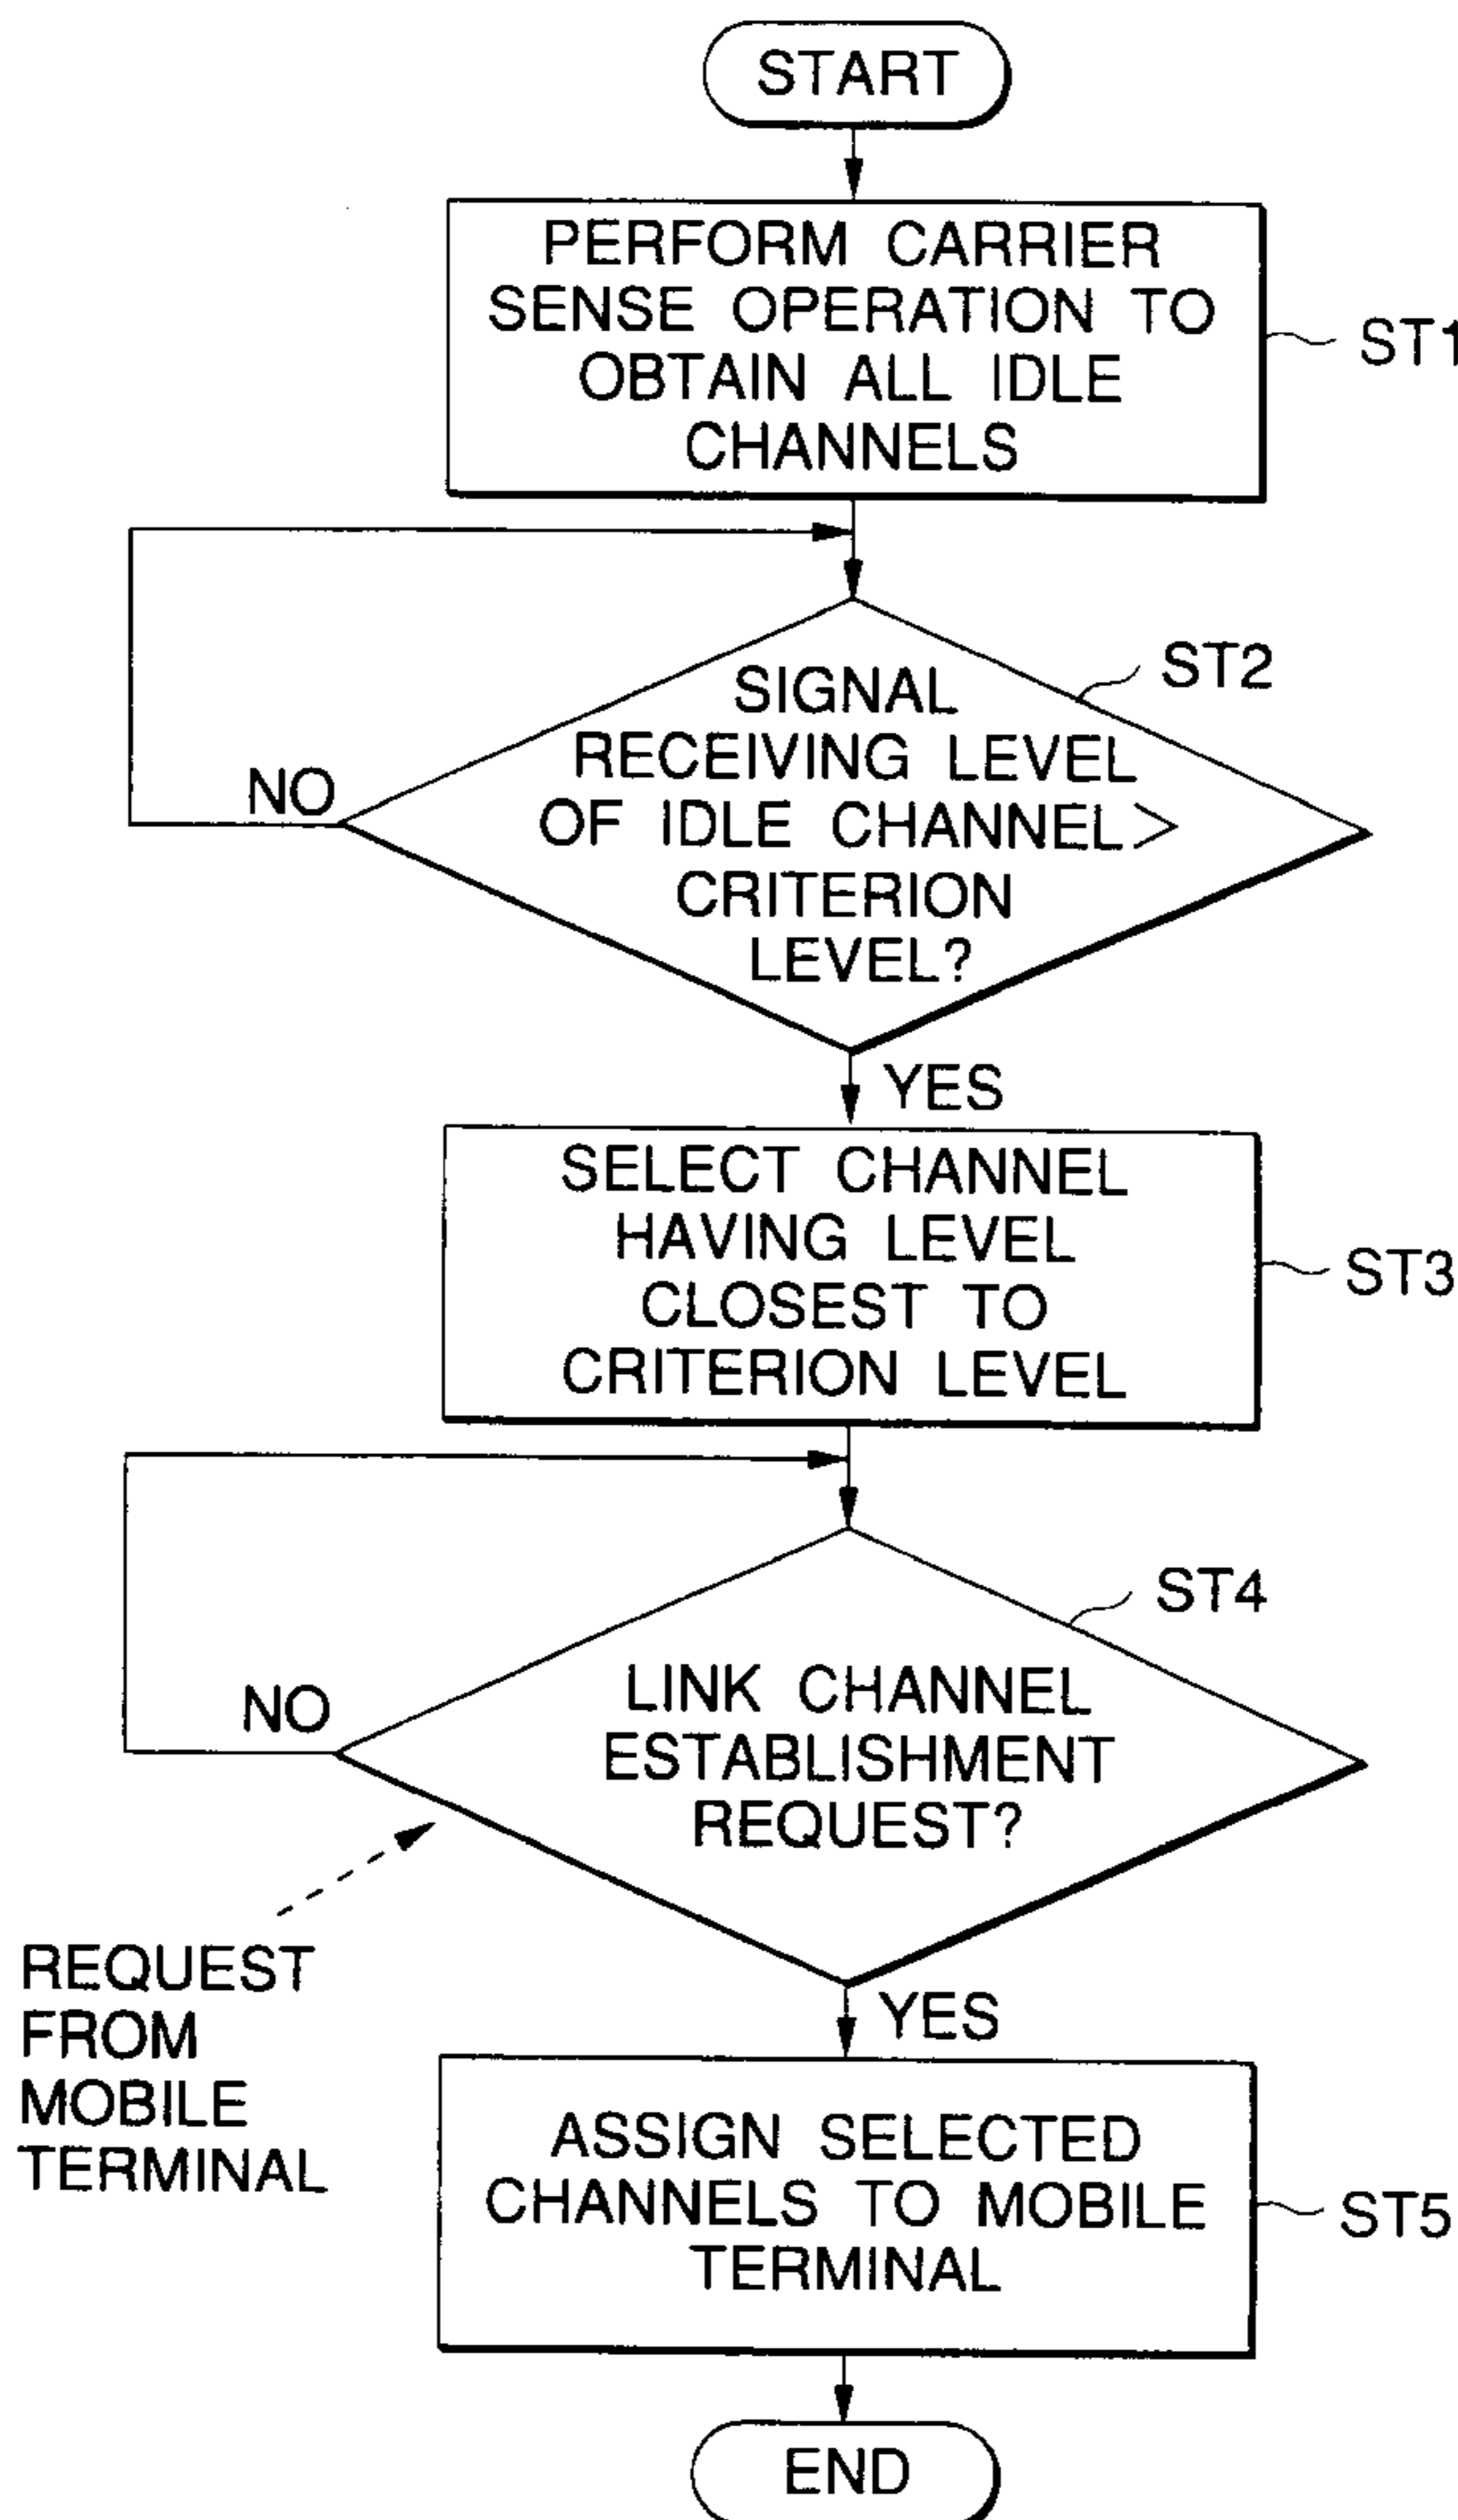 START
PERFORM CARRIER
SENSE OPERATION TO
OBTAIN ALL IDLE
CHANNELS
ST1
SIGNAL
RECEIVING LEVEL
OF IDLE CHANNEL>
CRITERION
LEVEL?
ST2
NO
YES
SELECT CHANNEL
HAVING LEVEL
CLOSEST TO
CRITERION LEVEL
ST3
LINK CHANNEL
ESTABLISHMENT
REQUEST?
ST4
NO
REQUEST
FROM
MOBILE
TERMINAL
YES
ASSIGN SELECTED
CHANNELS TO MOBILE
TERMINAL
ST5
END